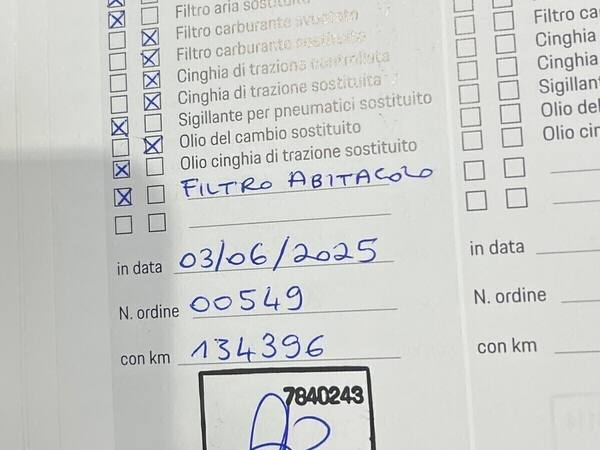 Filtro aria sostituito
Filtro carburante svuotato
Filtro carburante sostituito
Cinghia di trazione controllata
Cinghia di trazione sostituita
Sigillante per pneumatici sostituito
Olio del cambio sostituito
Olio cinghia di trazione sostituito
FILTRO ABITACOLO
in data 03/06/2025
N. ordine 00549
con km 134396
7840243
Filtro ca
Cinghia
Cinghia
Sigillan
Olio del
Olio cin
in data
N. ordine
con km